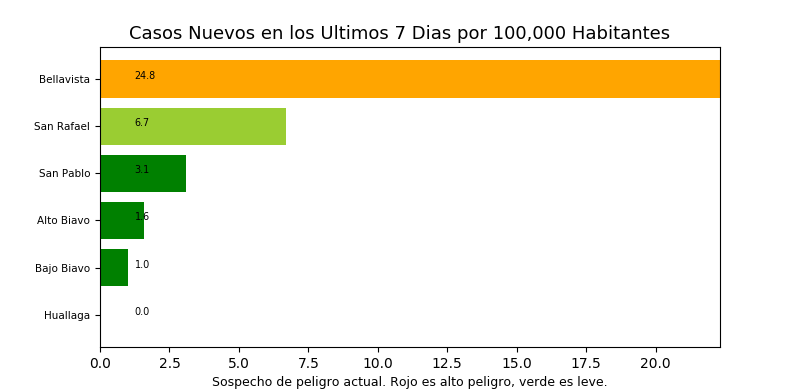 Casos Nuevos en los Ultimos 7 Dias por 100,000 Habitantes
Bellavista 24.8
San Rafael 6.7
San Pablo 3.1
Alto Biavo 1.6
Bajo Biavo 1.0
Huallaga 0.0
0.0 2.5 5.0 7.5 10.0 12.5 15.0 17.5 20.0
Sospecho de peligro actual. Rojo es alto peligro, verde es leve.